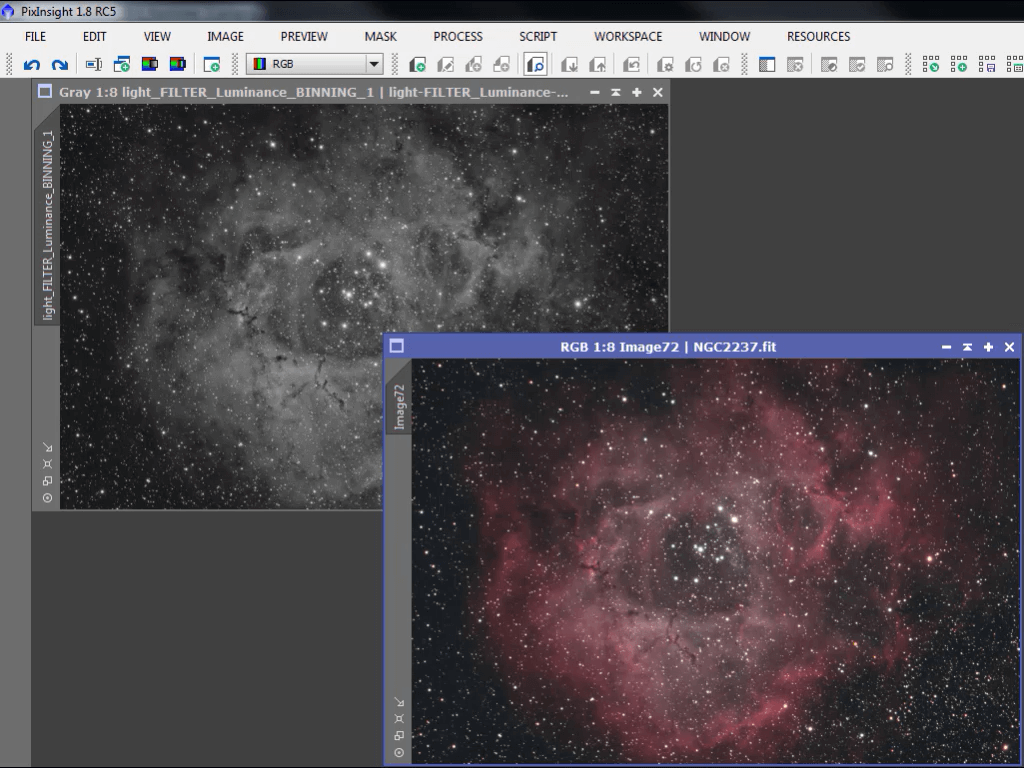 PixInsight 1.8 RC5
FILE EDIT VIEW IMAGE PREVIEW MASK PROCESS SCRIPT WORKSPACE WINDOW RESOURCES
RGB
Gray 1:8 light_FILTER_Luminance_BINNING_1 | light-FILTER_Luminance-...
light_FILTER_Luminance_BINNING_1
RGB 1:8 Image72 | NGC2237.fit
Image72